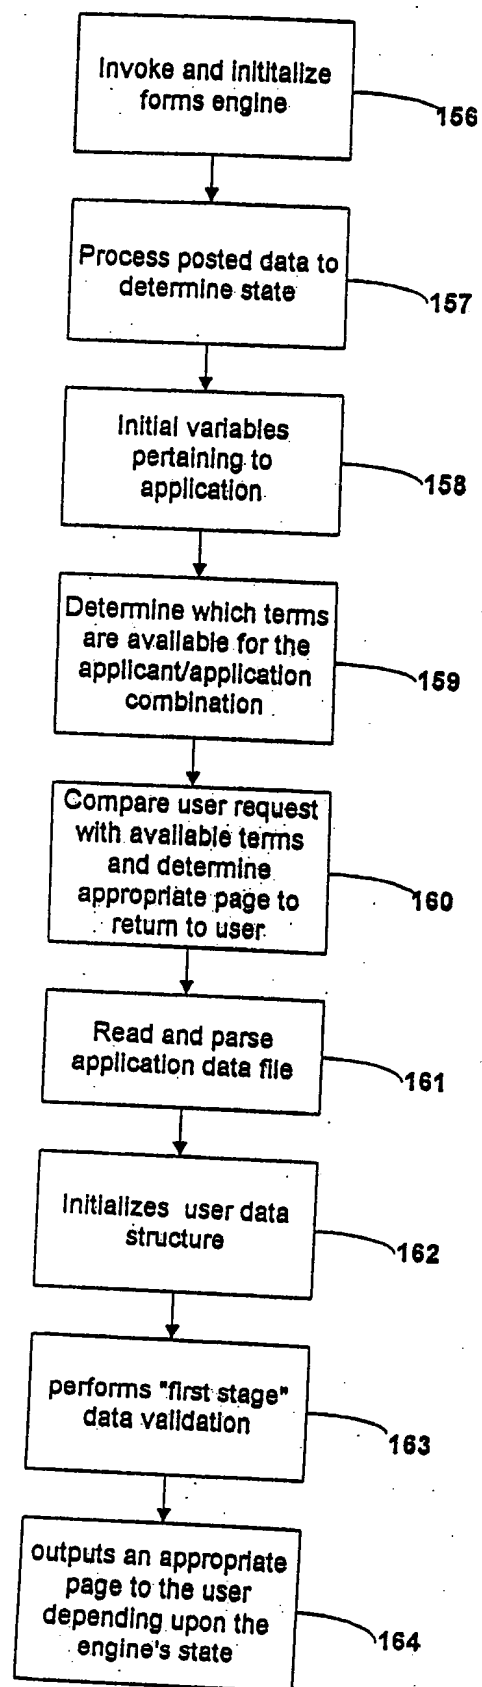 Invoke and inititalize
forms engine
156
Process posted data to
determine state
157
Initial variables
pertaining to
application
158
Determine which terms
are available for the
applicant/application
combination
159
Compare user request
with available terms
and determine
appropriate page to
return to user
160
Read and parse
application data file
161
Initializes user data
structure
162
performs "first stage"
data validation
163
outputs an appropriate
page to the user
depending upon the
engine's state
164